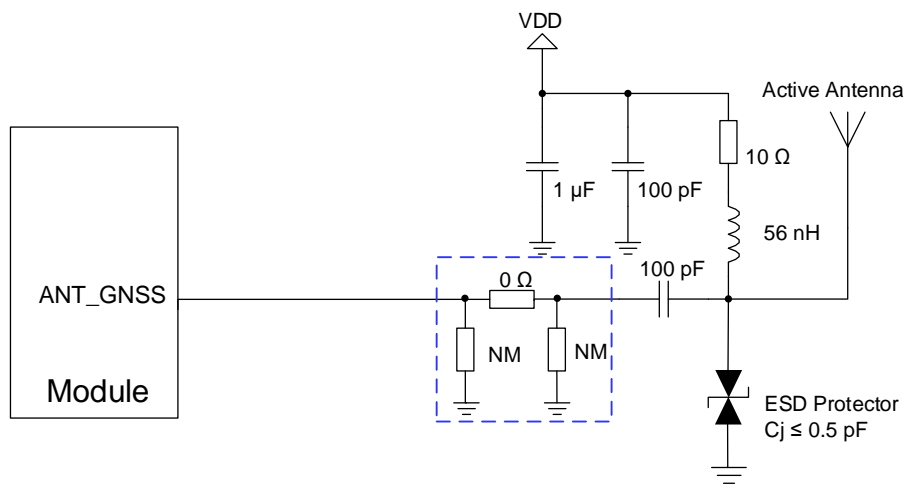 VDD
Active Antenna
10 Ω
1 µF
100 pF
56 nH
100 pF
0 Ω
ANT_GNSS
NM
NM
Module
ESD Protector
Cj ≤ 0.5 pF